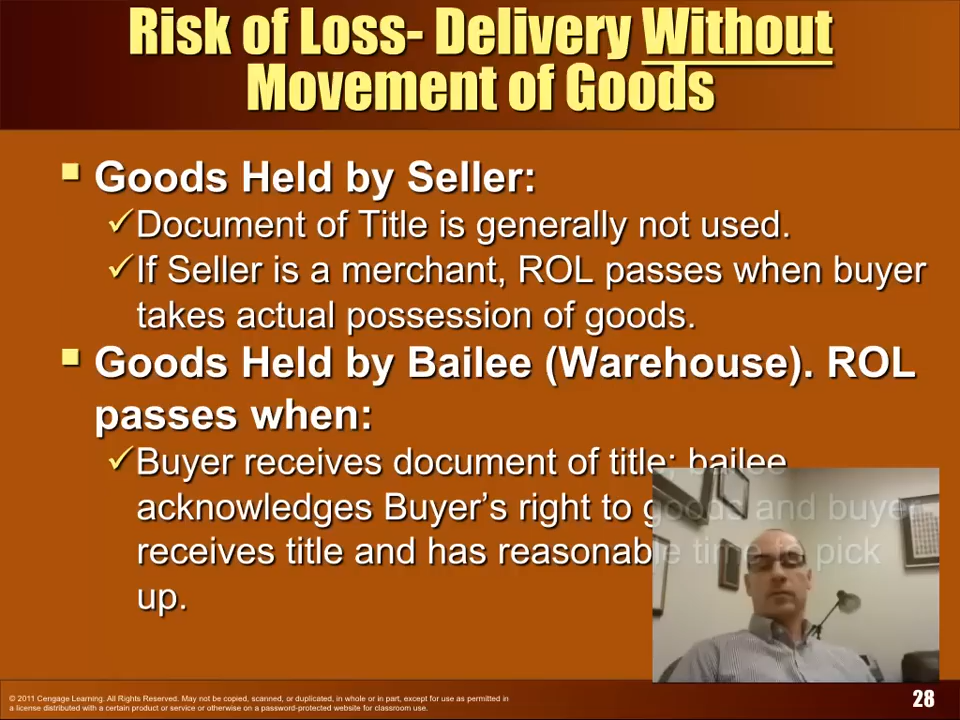 Risk of Loss- Delivery Without
Movement of Goods
Goods Held by Seller:
Document of Title is generally not used.
If Seller is a merchant, ROL passes when buyer
takes actual possession of goods.
Goods Held by Bailee (Warehouse). ROL
passes when:
Buyer receives document of title; bailee
acknowledges Buyer's right to goods and buyer
receives title and has reasonable time to pick
up.
© 2011 Cengage Learning. All Rights Reserved. May not be copied, scanned, or duplicated, in whole or in part, except for use as permitted in
a license distributed with a certain product or service or otherwise on a password-protected website for classroom use.
28